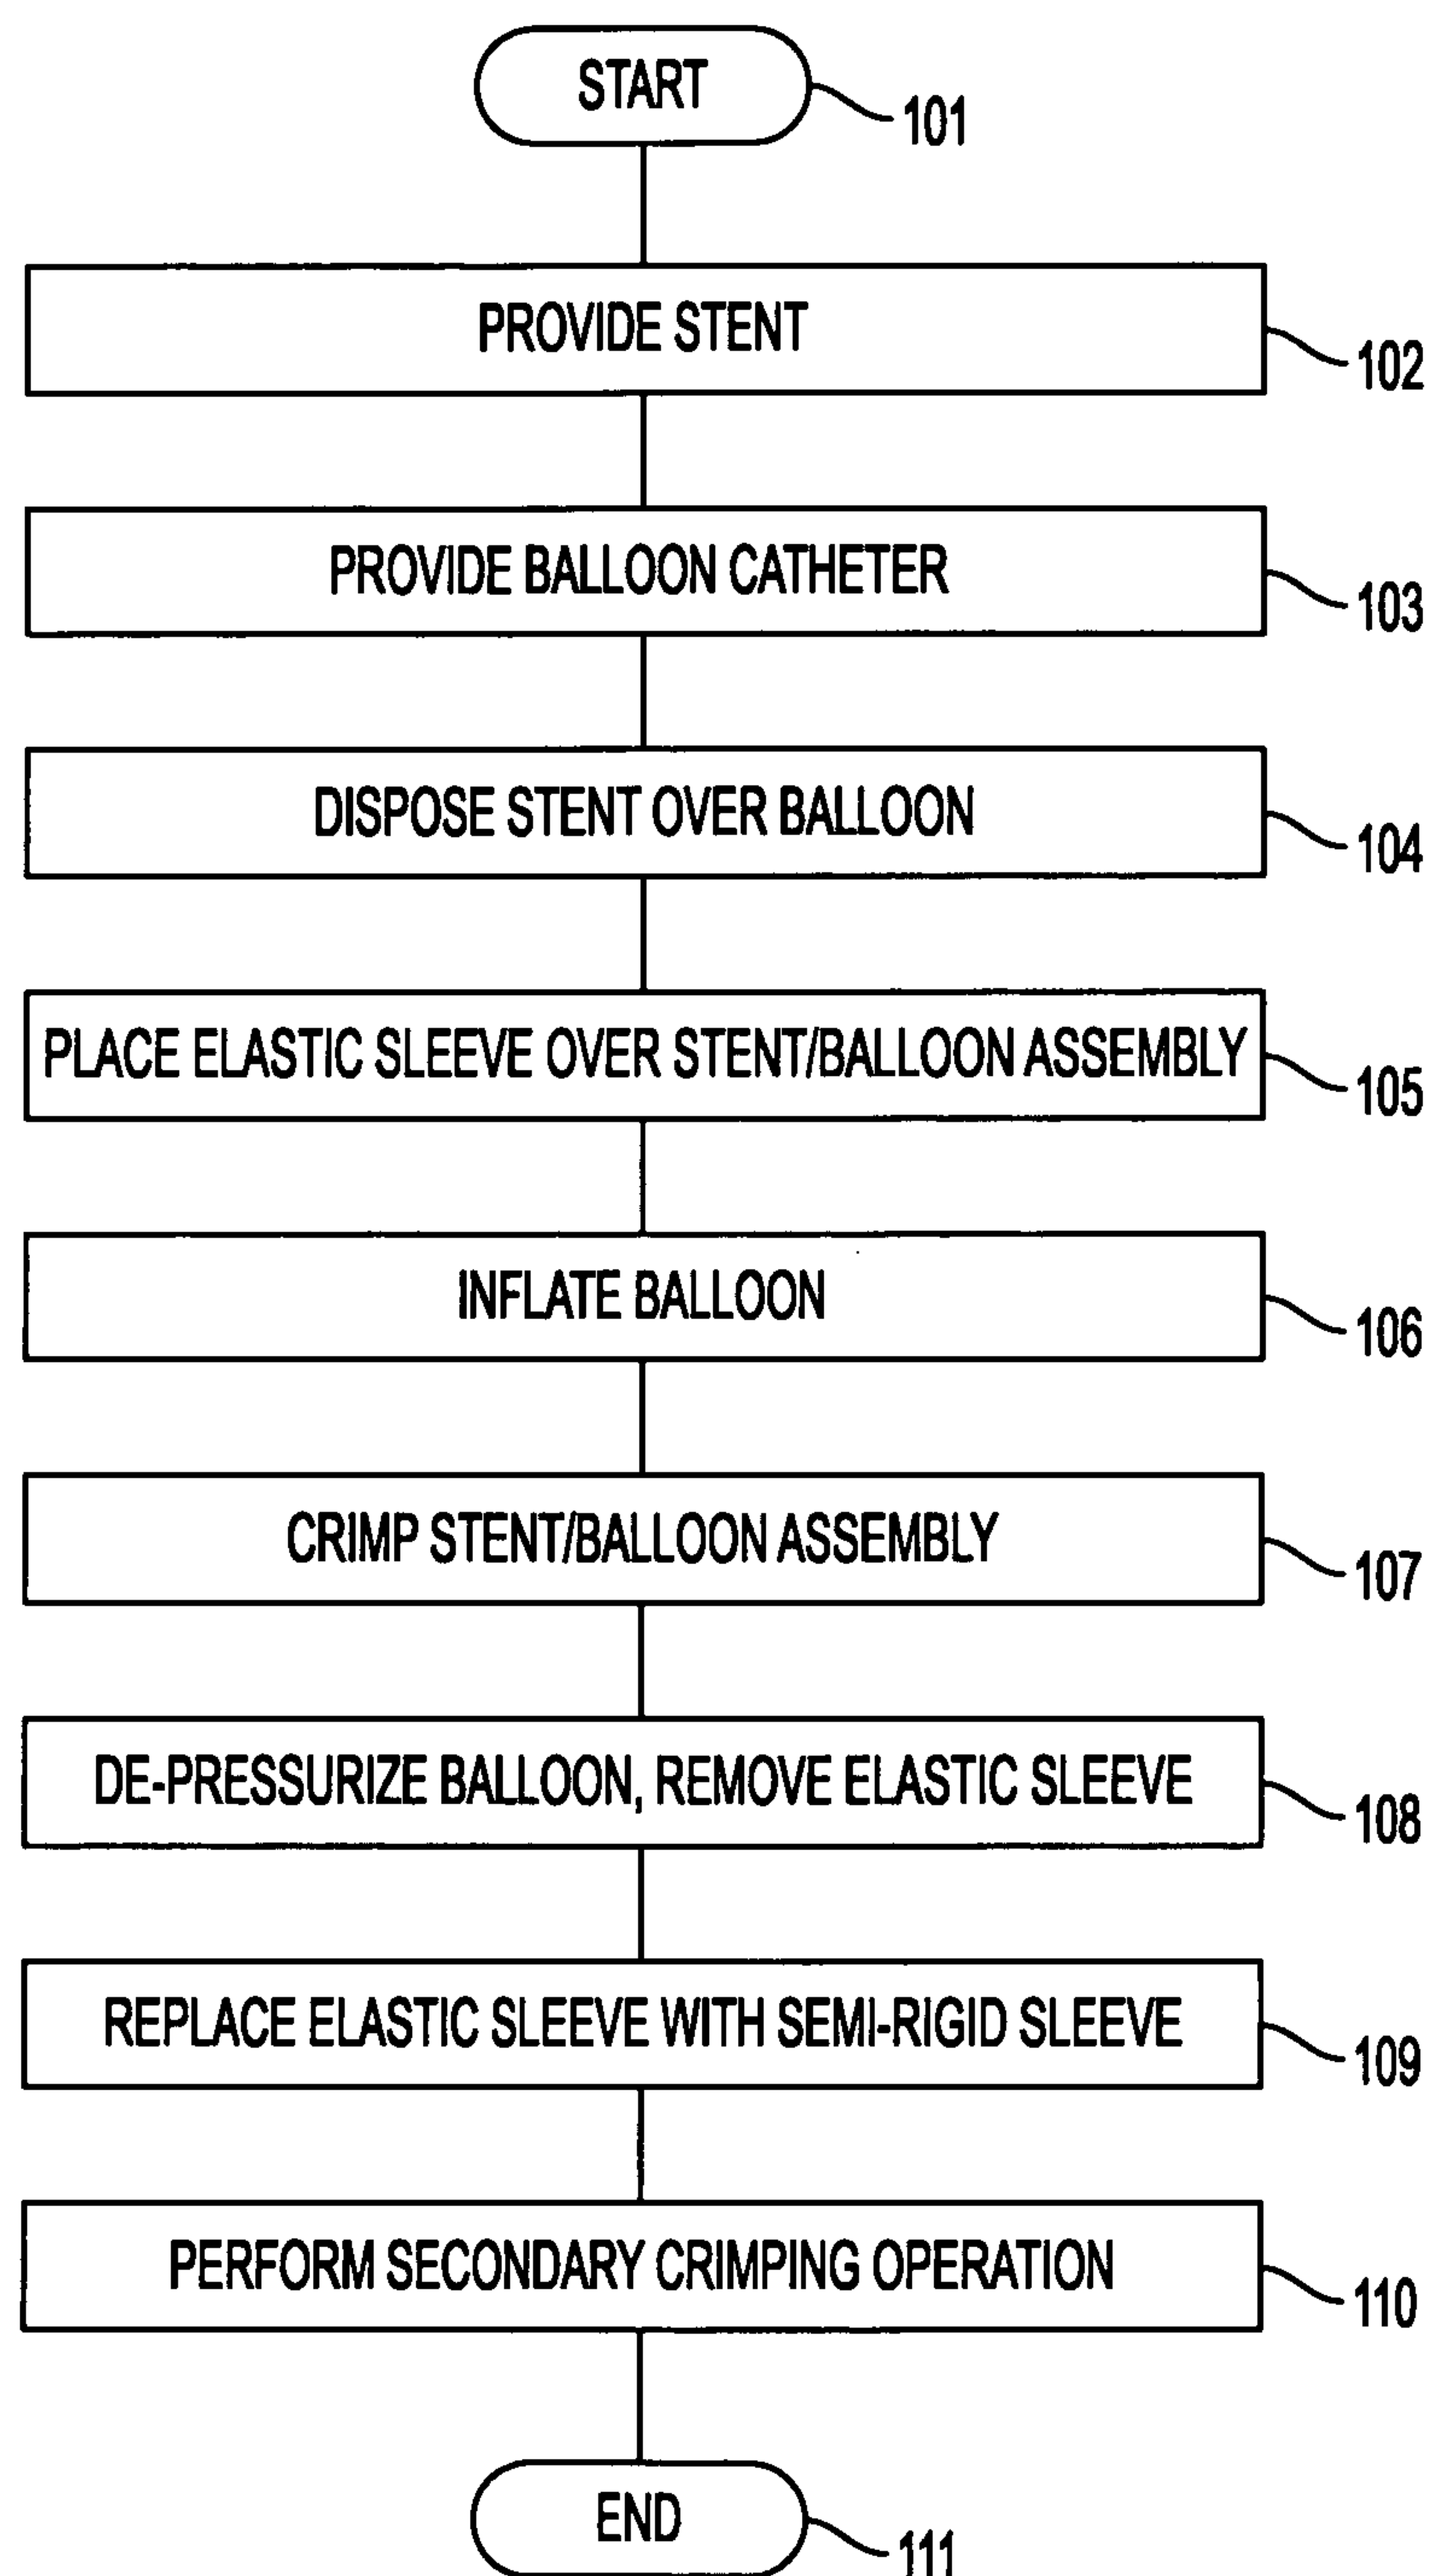 START
101
PROVIDE STENT
102
PROVIDE BALLOON CATHETER
103
DISPOSE STENT OVER BALLOON
104
PLACE ELASTIC SLEEVE OVER STENT/BALLOON ASSEMBLY
105
INFLATE BALLOON
106
CRIMP STENT/BALLOON ASSEMBLY
107
DE-PRESSURIZE BALLOON, REMOVE ELASTIC SLEEVE
108
REPLACE ELASTIC SLEEVE WITH SEMI-RIGID SLEEVE
109
PERFORM SECONDARY CRIMPING OPERATION
110
END
111